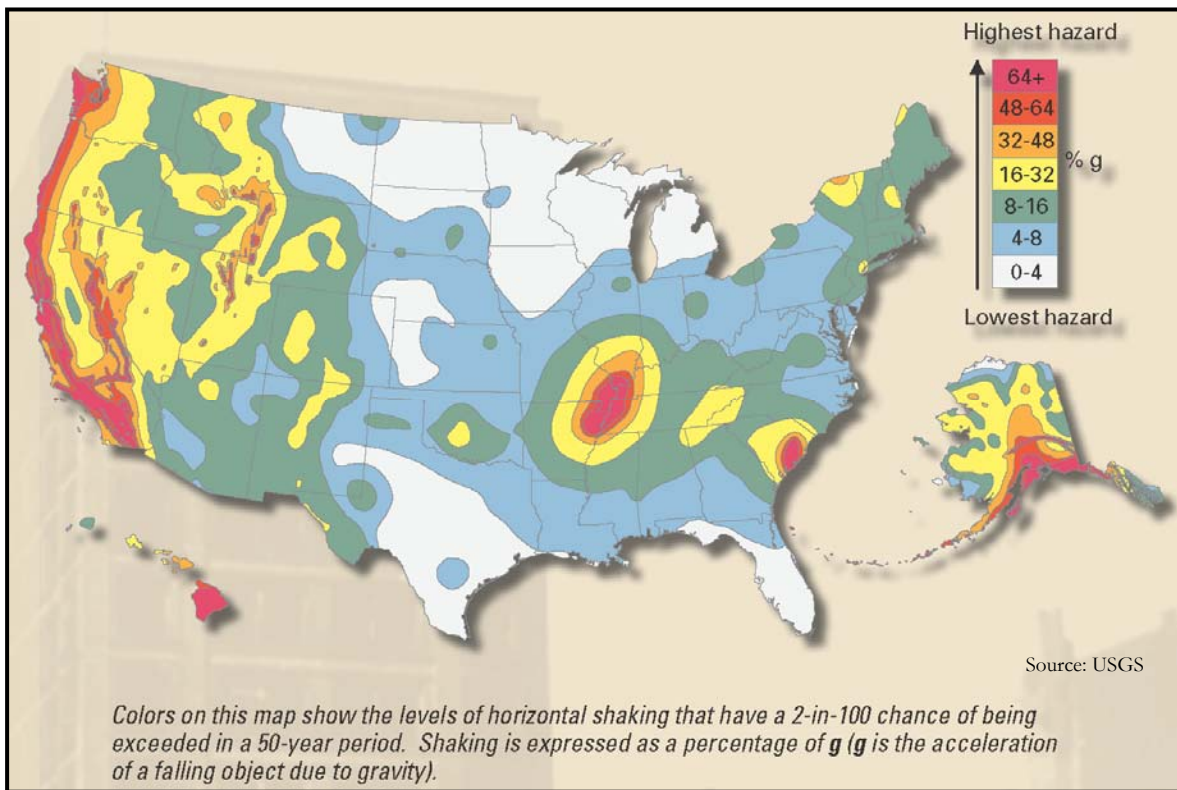 Highest hazard
64+
48-64
32-48
16-32
8-16
4-8
0-4
% g
Lowest hazard
Source: USGS
Colors on this map show the levels of horizontal shaking that have a 2-in-100 chance of being
exceeded in a 50-year period. Shaking is expressed as a percentage of g (g is the acceleration
of a falling object due to gravity).